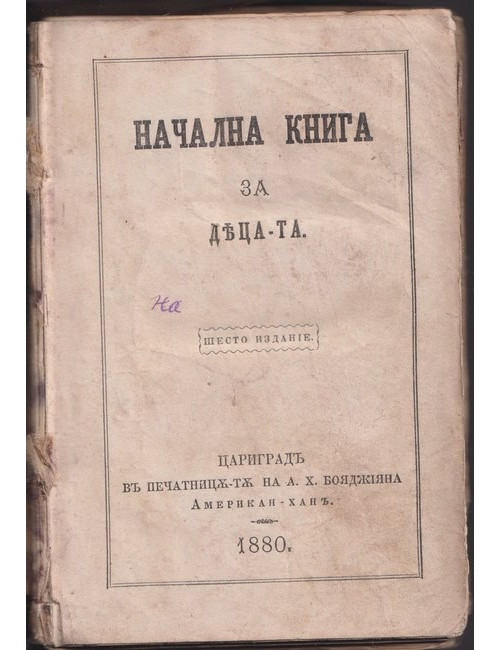 НАЧАЛНА КНИГА
ЗА
ДѢЦА-ТА.
На
ШЕСТО ИЗДАНІЕ.
ЦАРИГРАДЪ
ВЪ ПЕЧАТНИЦѪ-ТѪ НА А. Х. БОЯДЖІЯНА
Американ-ханъ.
1880.